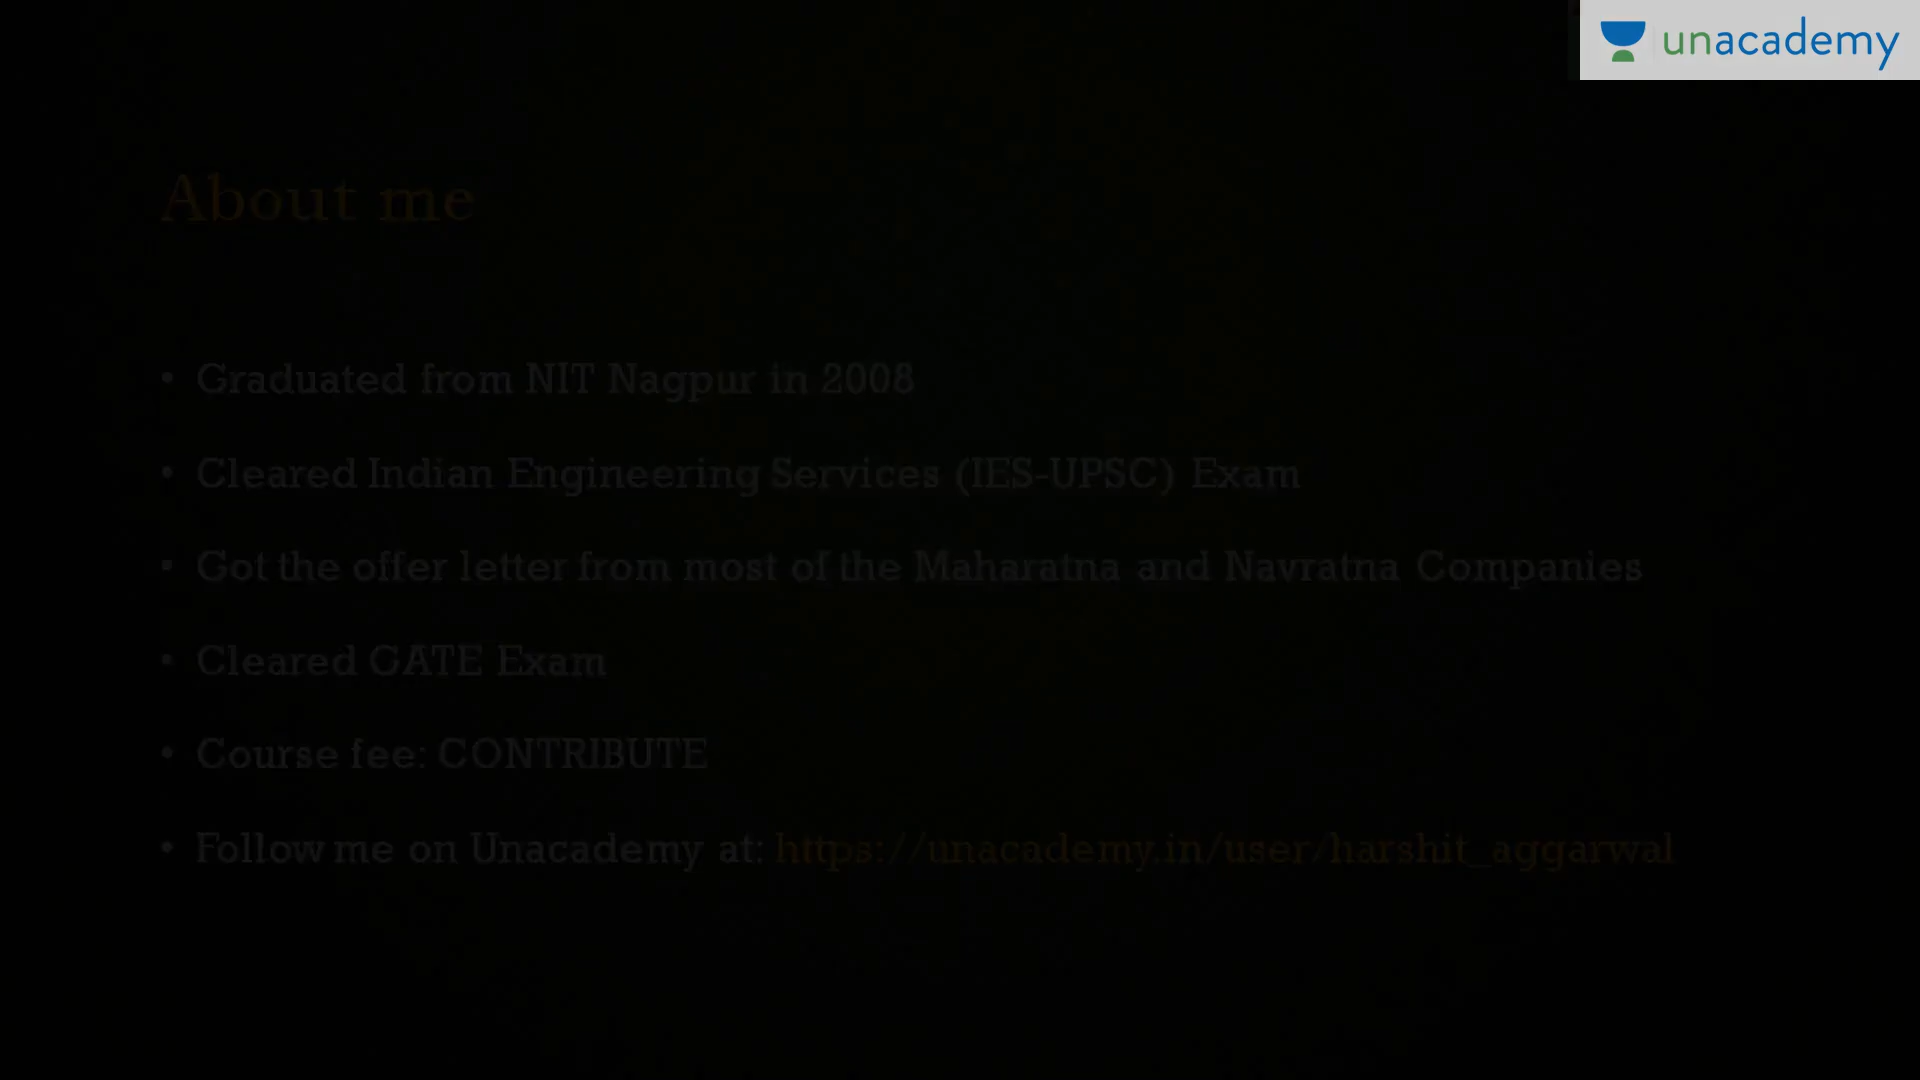 unacademy
About me
• Graduated from NIT Nagpur in 2008
• Cleared Indian Engineering Services (IES-UPSC) Exam
• Got the offer letter from most of the Maharatna and Navratna Companies
• Cleared GATE Exam
• Course fee: CONTRIBUTE
• Follow me on Unacademy at: https://unacademy.in/user/harshit_aggarwal